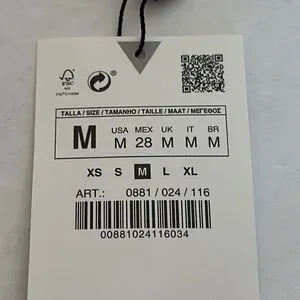 FSC
TALLA / SIZE / TAMANHO / TAILLE / MAAT / ΜΕΓΕΘΟΣ
M
USA MEX UK IT BR
M 28 M M M
XS S M L XL
ART.: 0881 / 024 / 116
00881024116034